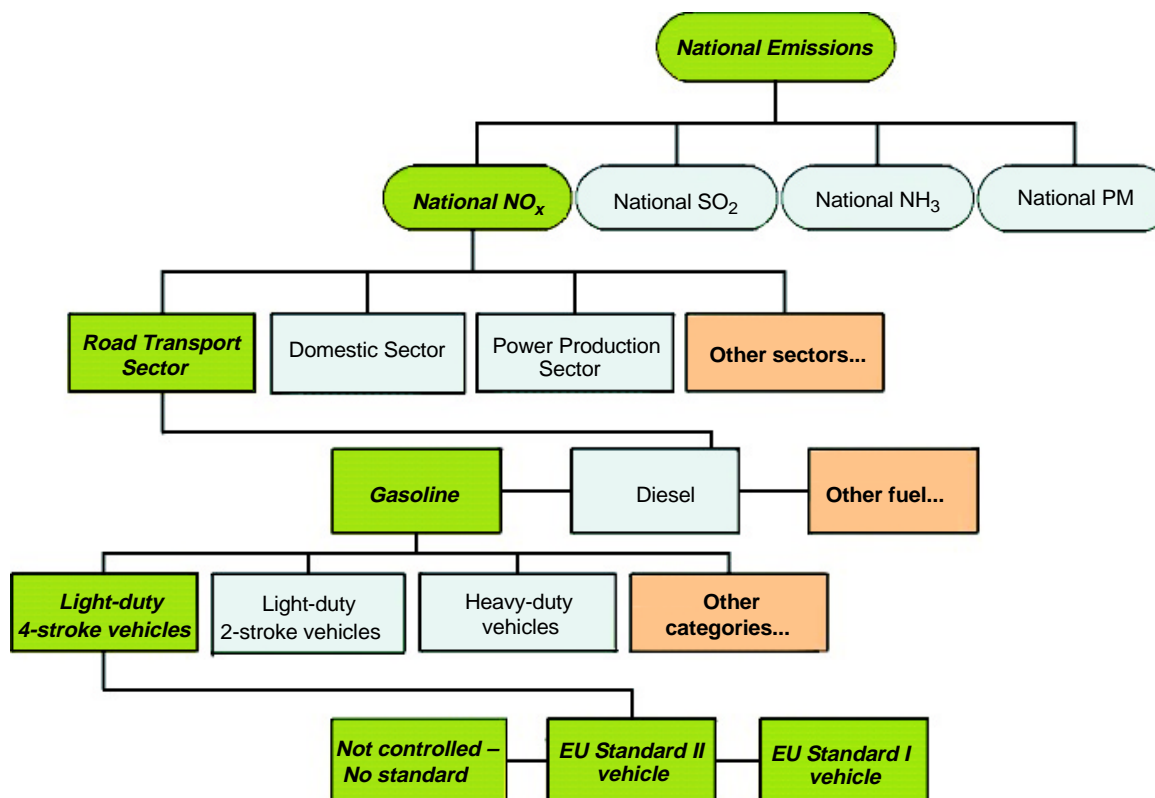 National Emissions
National NOx
National SO2
National NH3
National PM
Road Transport
Sector
Domestic Sector
Power Production
Sector
Other sectors...
Gasoline
Diesel
Other fuel...
Light-duty
4-stroke vehicles
Light-duty
2-stroke vehicles
Heavy-duty
vehicles
Other
categories...
Not controlled –
No standard
EU Standard II
vehicle
EU Standard I
vehicle